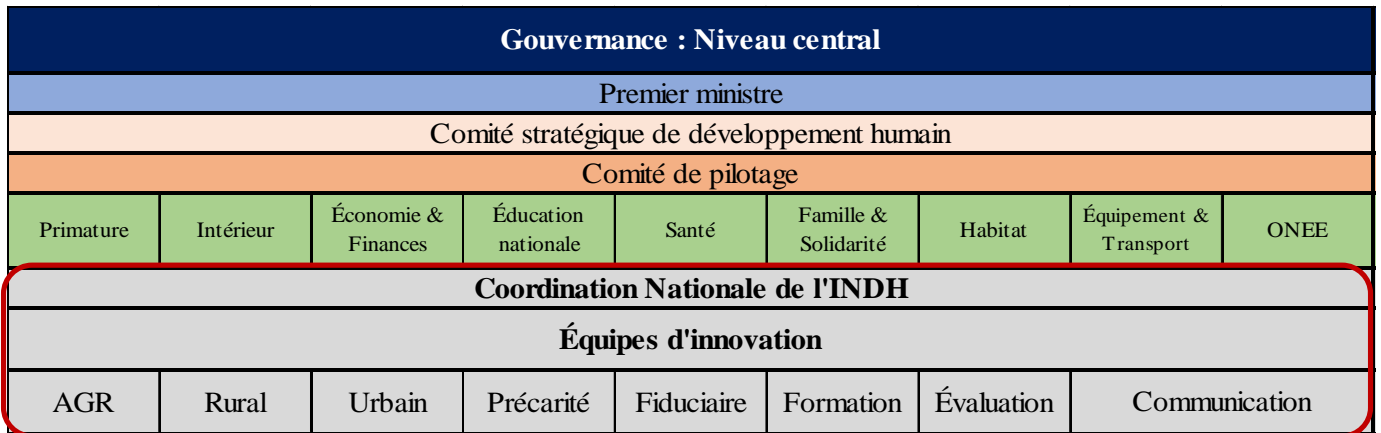 Gouvernance : Niveau central
Premier ministre
Comité stratégique de développement humain
Comité de pilotage
Primature
Intérieur
Économie &
Finances
Éducation
nationale
Santé
Famille &
Solidarité
Habitat
Équipement &
Transport
ONEE
Coordination Nationale de l'INDH
Équipes d'innovation
AGR
Rural
Urbain
Précarité
Fiduciaire
Formation
Évaluation
Communication